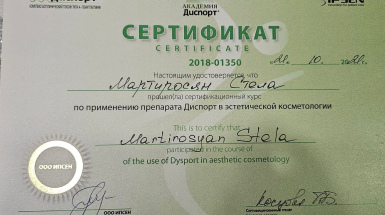 Диспорт
АКАДЕМИЯ
Диспорт®
IPSEN
СЕРТИФИКАТ
CERTIFICATE
2018-01350
Настоящим удостоверяется, что
Мартиросян Стела
прошел(ла) сертификационный курс
по применению препарата Диспорт в эстетической косметологии
This is to certify that
Martirosyan Stela
participated in the course of
of the use of Dysport in aesthetic cosmetology
ООО ИПСЕН